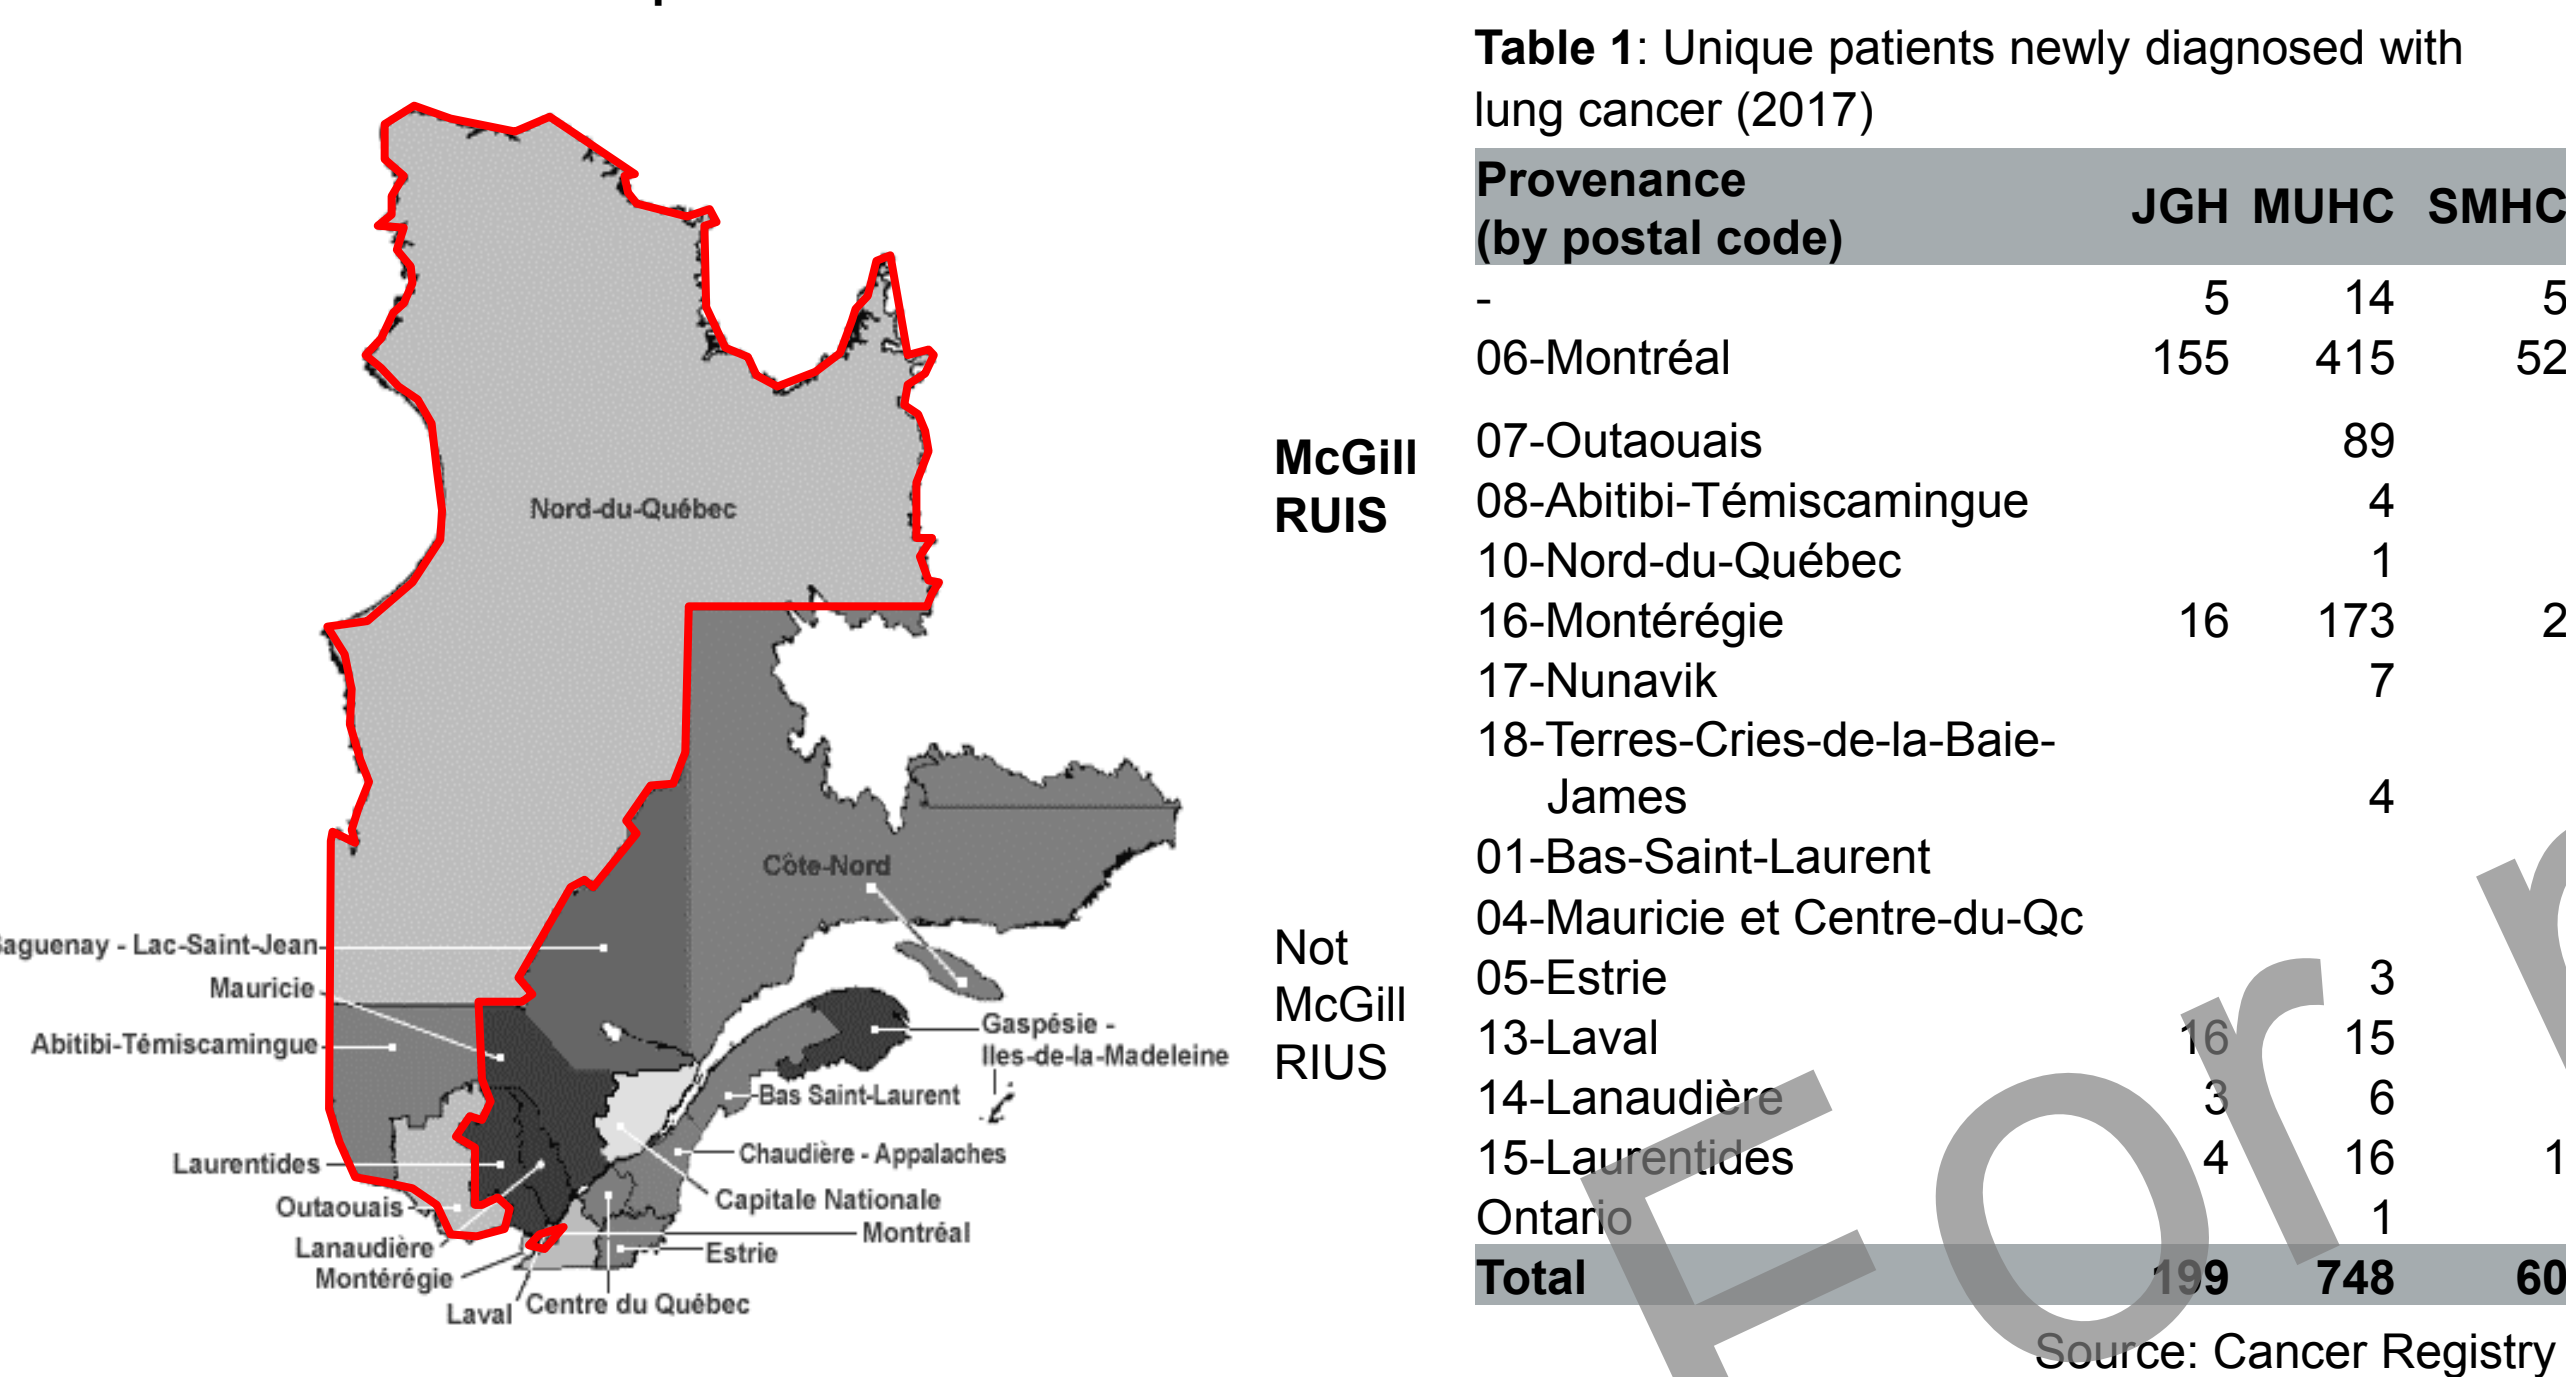 Nord-du-Québec
Côte-Nord
aguenay - Lac-Saint-Jean
Mauricie
Abitibi-Témiscamingue
Gaspésie -
Iles-de-la-Madeleine
Bas Saint-Laurent
Chaudière - Appalaches
Laurentides
Capitale Nationale
Outaouais
Montréal
Lanaudière
Estrie
Montérégie
Centre du Québec
Laval
Table 1: Unique patients newly diagnosed with
lung cancer (2017)
Provenance
(by postal code) JGH MUHC SMHC
- 5 14 5
06-Montréal 155 415 52
McGill
RUIS
07-Outaouais 89
08-Abitibi-Témiscamingue 4
10-Nord-du-Québec 1
16-Montérégie 16 173 2
17-Nunavik 7
18-Terres-Cries-de-la-Baie-
James 4
01-Bas-Saint-Laurent
04-Mauricie et Centre-du-Qc
Not
McGill
RIUS
05-Estrie 3
13-Laval 16 15
14-Lanaudière 3 6
15-Laurentides 4 16 1
Ontario 1
Total 199 748 60
Source: Cancer Registry
For